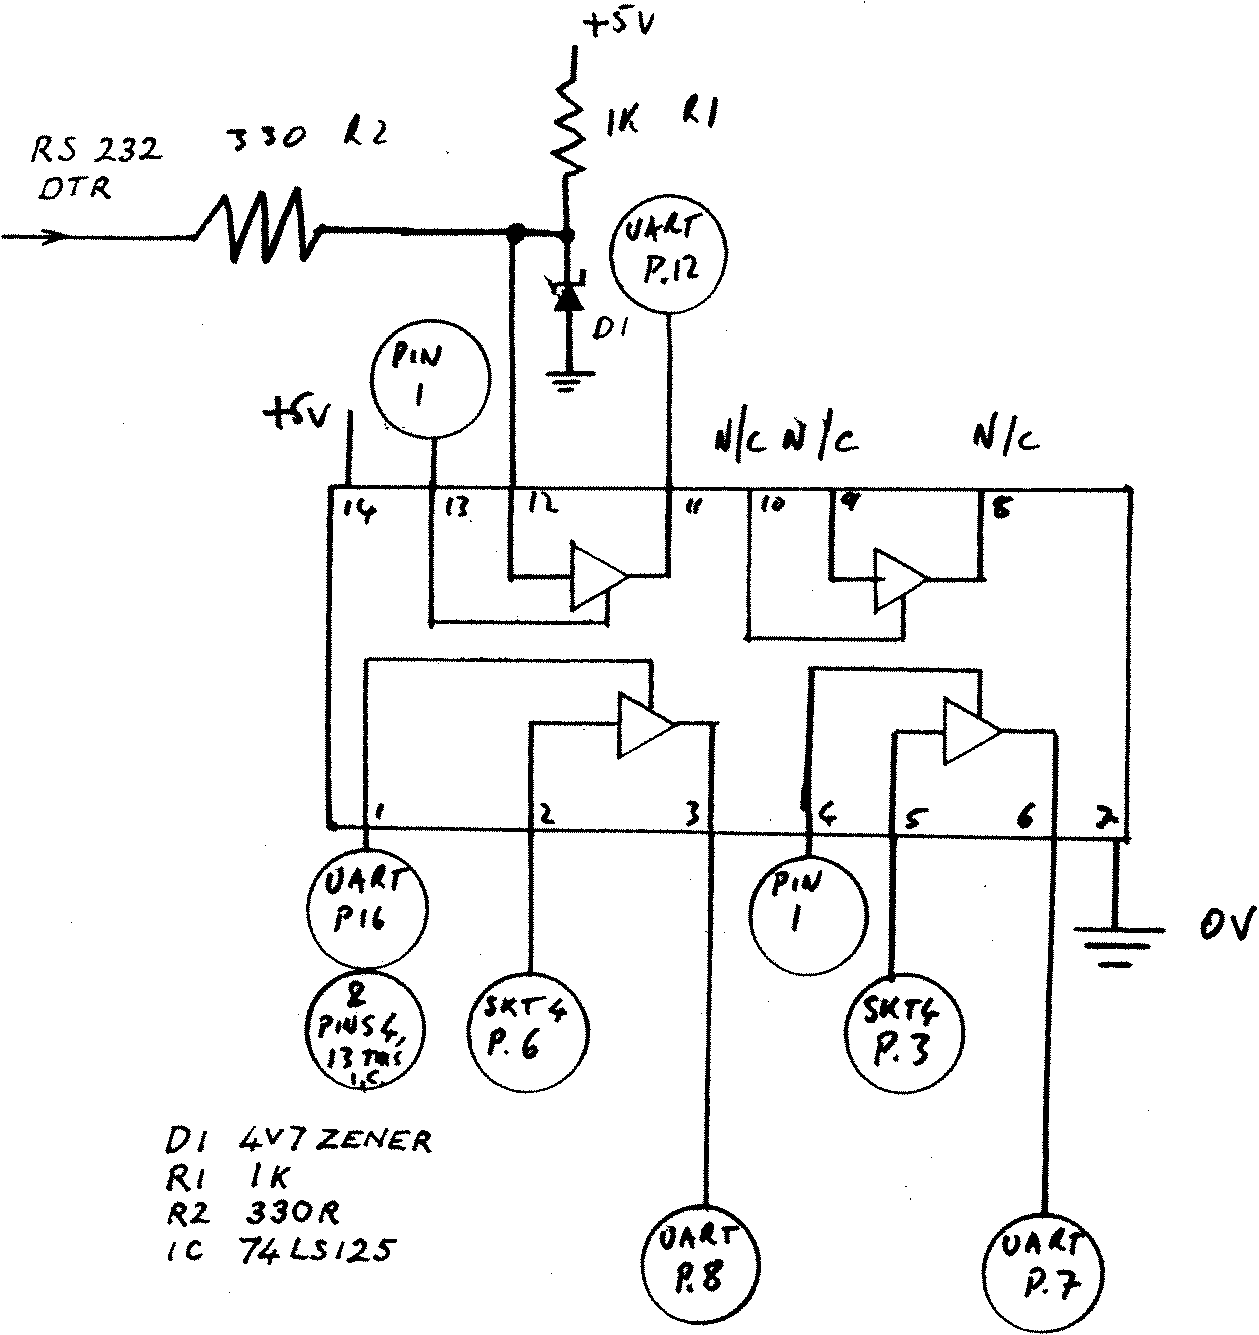 +5V
1K R1
330 R2
RS 232
DTR
UART
P.12
D1
PIN
1
+5V
N/C N/C N/C
14 13 12 11 10 9 8
1 2 3 4 5 6 7
UART
P16
&
PINS 4,
13 THIS
I.C.
SKT 4
P. 6
PIN
1
SKT4
P. 3
0V
D1 4V7 ZENER
R1 1K
R2 330R
IC 74LS125
UART
P.8
UART
P.7